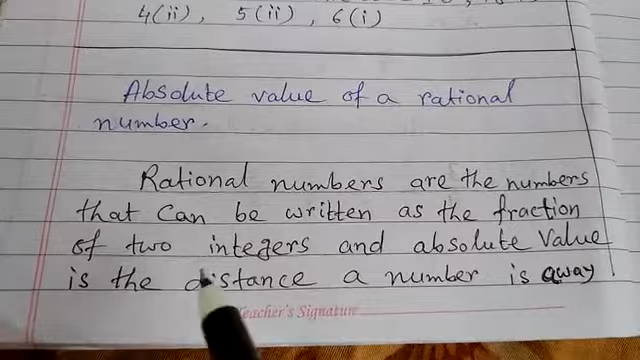 4(ii), 5(ii), 6(i)
Absolute value of a rational
number.
Rational numbers are the numbers
that can be written as the fraction
of two integers and absolute value
is the distance a number is away
Teacher's Signature